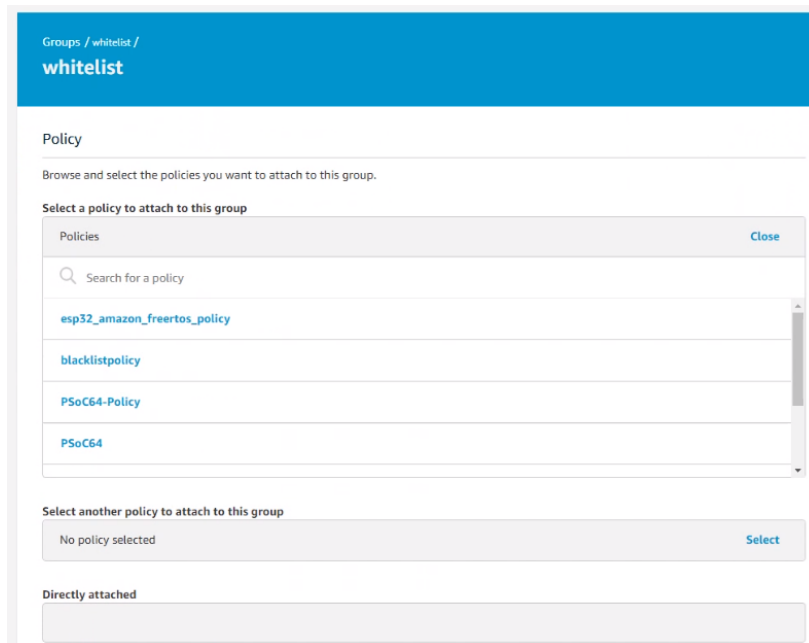 Groups / whitelist /
whitelist
Policy
Browse and select the policies you want to attach to this group.
Select a policy to attach to this group
Policies Close
Search for a policy
esp32_amazon_freertos_policy
blacklistpolicy
PSoC64-Policy
PSoC64
Select another policy to attach to this group
No policy selected Select
Directly attached